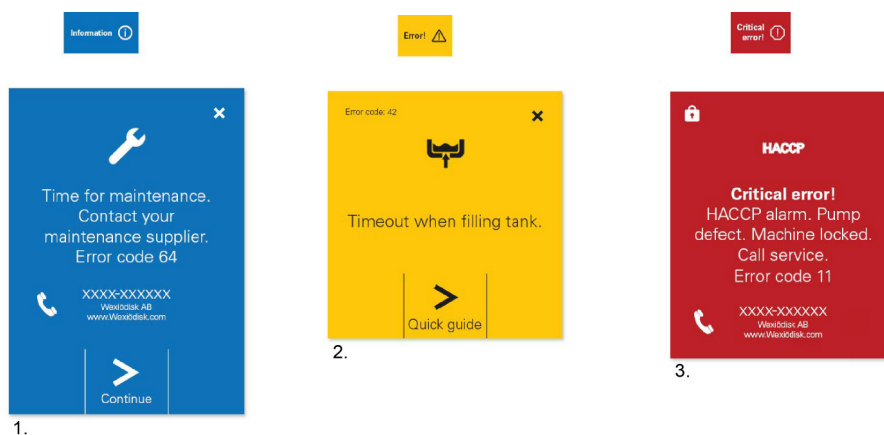 Information
Error!
Critical
error!
Time for maintenance.
Contact your
maintenance supplier.
Error code 64
XXXX-XXXXXX
Wexiödisk AB
www.Wexiödisk.com
Continue
1.
Error code: 42
Timeout when filling tank.
Quick guide
2.
HACCP
Critical error!
HACCP alarm. Pump
defect. Machine locked.
Call service.
Error code 11
XXXX-XXXXXX
Wexiödisk AB
www.Wexiödisk.com
3.